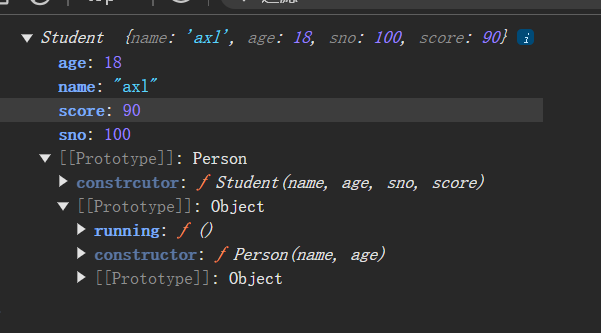 Student {name: 'axl', age: 18, sno: 100, score: 90} i
age: 18
name: "axl"
score: 90
sno: 100
[[Prototype]]: Person
constrcutor: ƒ Student(name, age, sno, score)
[[Prototype]]: Object
running: ƒ ()
constructor: ƒ Person(name, age)
[[Prototype]]: Object